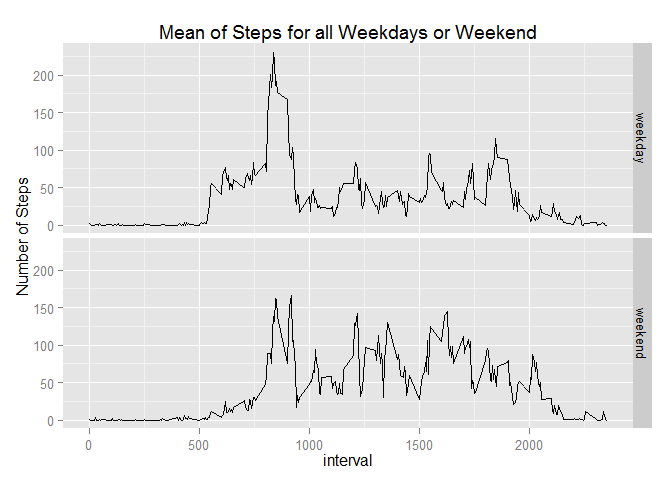 Mean of Steps for all Weekdays or Weekend
Number of Steps
200
150
100
50
0
weekday
200
150
100
50
0
weekend
0 500 1000 1500 2000
interval